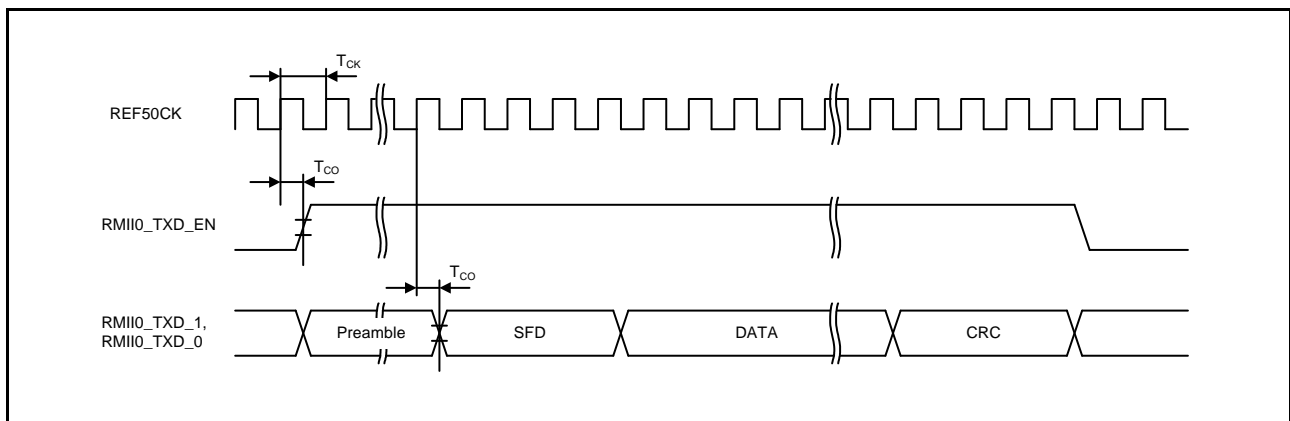 TCK
REF50CK
TCO
RMII0_TXD_EN
TCO
RMII0_TXD_1,
RMII0_TXD_0
Preamble SFD DATA CRC